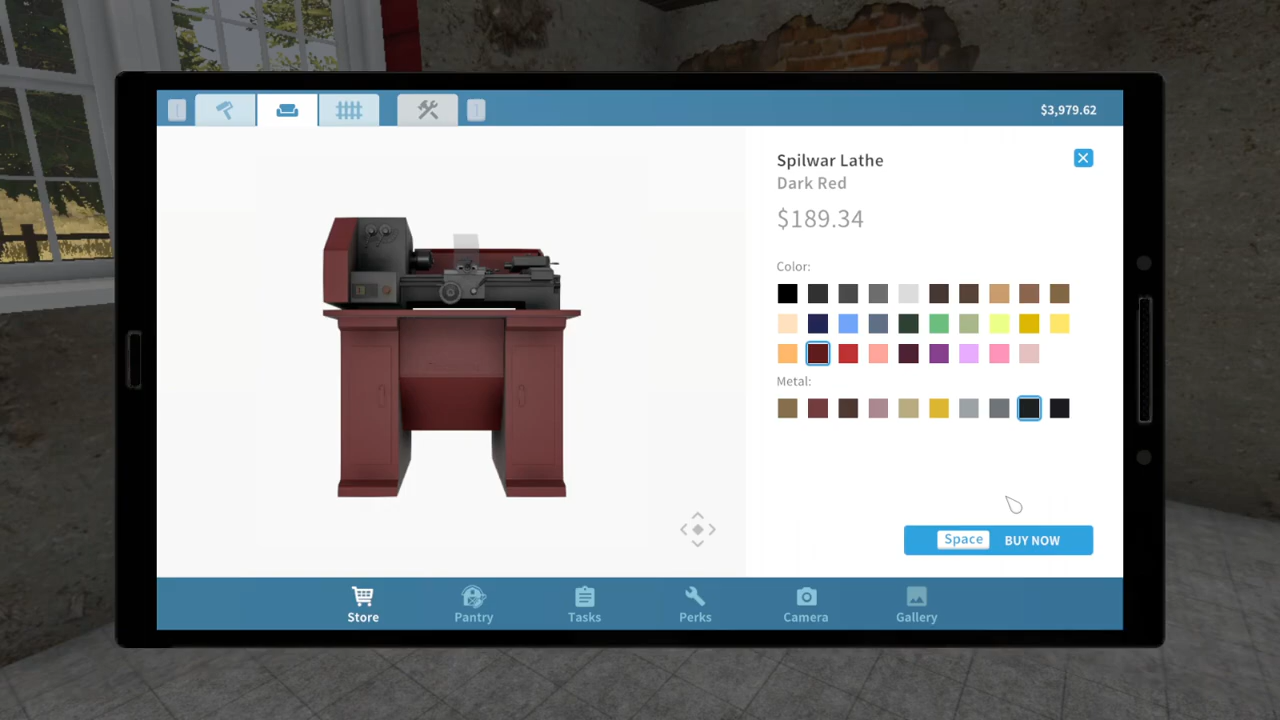 $3,979.62
Spilwar Lathe
Dark Red
$189.34
Color:
Metal:
Space BUY NOW
Store Pantry Tasks Perks Camera Gallery